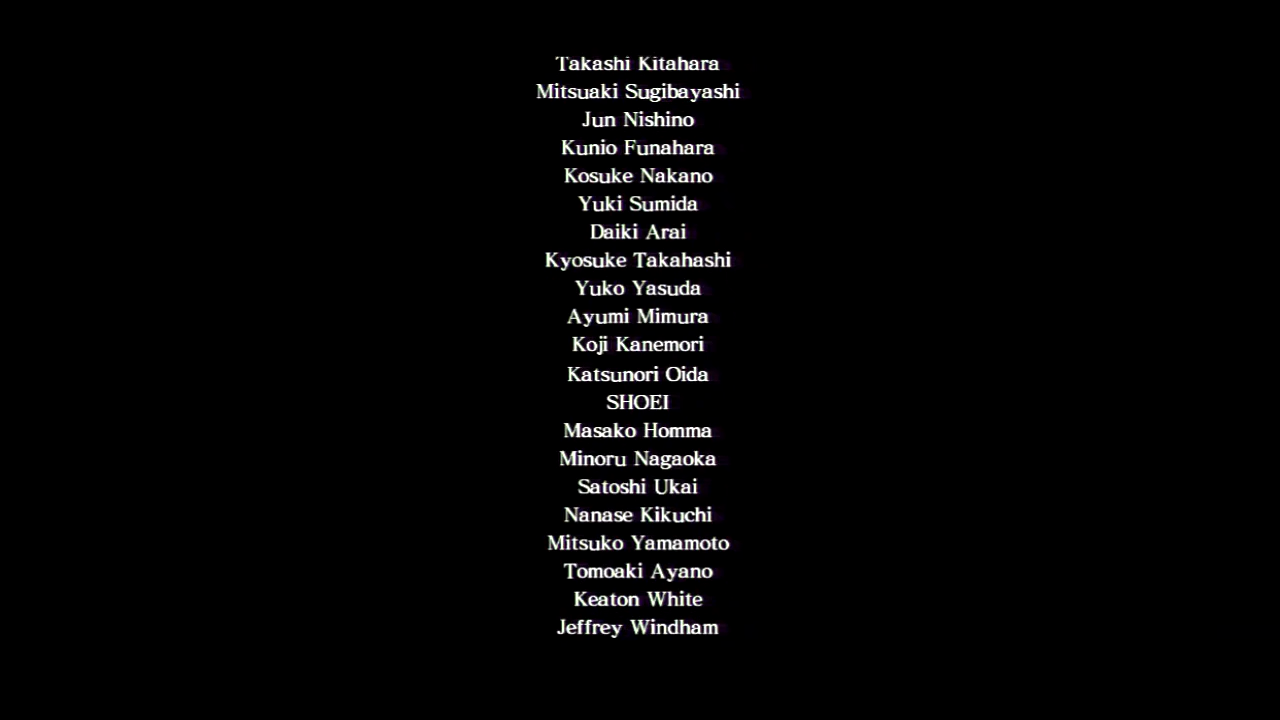 Takashi Kitahara
Mitsuaki Sugibayashi
Jun Nishino
Kunio Funahara
Kosuke Nakano
Yuki Sumida
Daiki Arai
Kyosuke Takahashi
Yuko Yasuda
Ayumi Mimura
Koji Kanemori
Katsunori Oida
SHOEI
Masako Homma
Minoru Nagaoka
Satoshi Ukai
Nanase Kikuchi
Mitsuko Yamamoto
Tomoaki Ayano
Keaton White
Jeffrey Windham